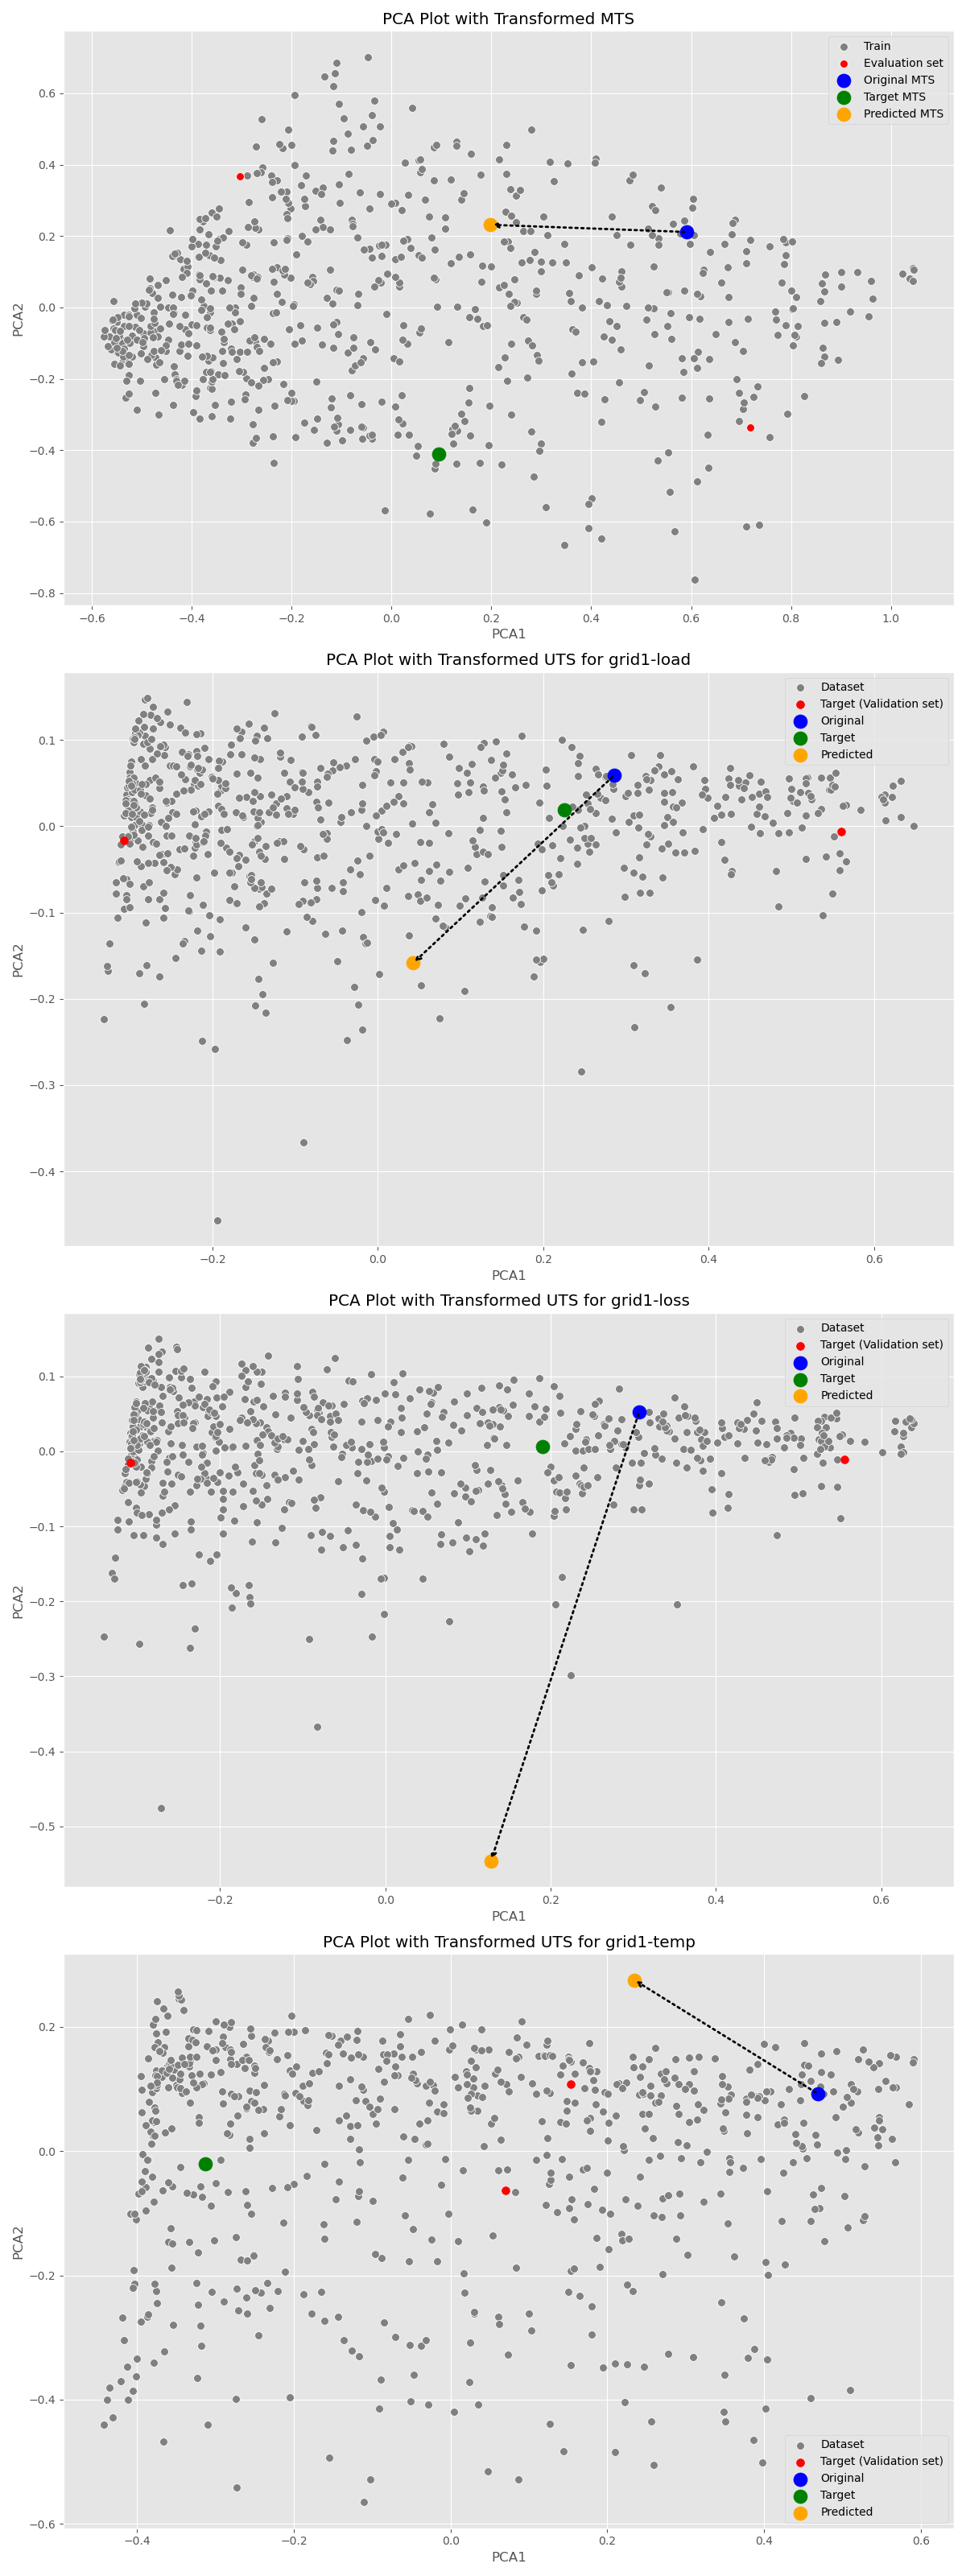 PCA Plot with Transformed MTS
Train
Evaluation set
Original MTS
Target MTS
Predicted MTS
0.6
0.4
0.2
0.0
−0.2
−0.4
−0.6
−0.8
PCA2
−0.6
−0.4
−0.2
0.0
0.2
0.4
0.6
0.8
1.0
PCA1
PCA Plot with Transformed UTS for grid1-load
Dataset
Target (Validation set)
Original
Target
Predicted
0.1
0.0
−0.1
−0.2
−0.3
−0.4
PCA2
−0.2
0.0
0.2
0.4
0.6
PCA1
PCA Plot with Transformed UTS for grid1-loss
Dataset
Target (Validation set)
Original
Target
Predicted
0.1
0.0
−0.1
−0.2
−0.3
−0.4
−0.5
PCA2
−0.2
0.0
0.2
0.4
0.6
PCA1
PCA Plot with Transformed UTS for grid1-temp
0.2
0.0
−0.2
−0.4
−0.6
PCA2
Dataset
Target (Validation set)
Original
Target
Predicted
−0.4
−0.2
0.0
0.2
0.4
0.6
PCA1